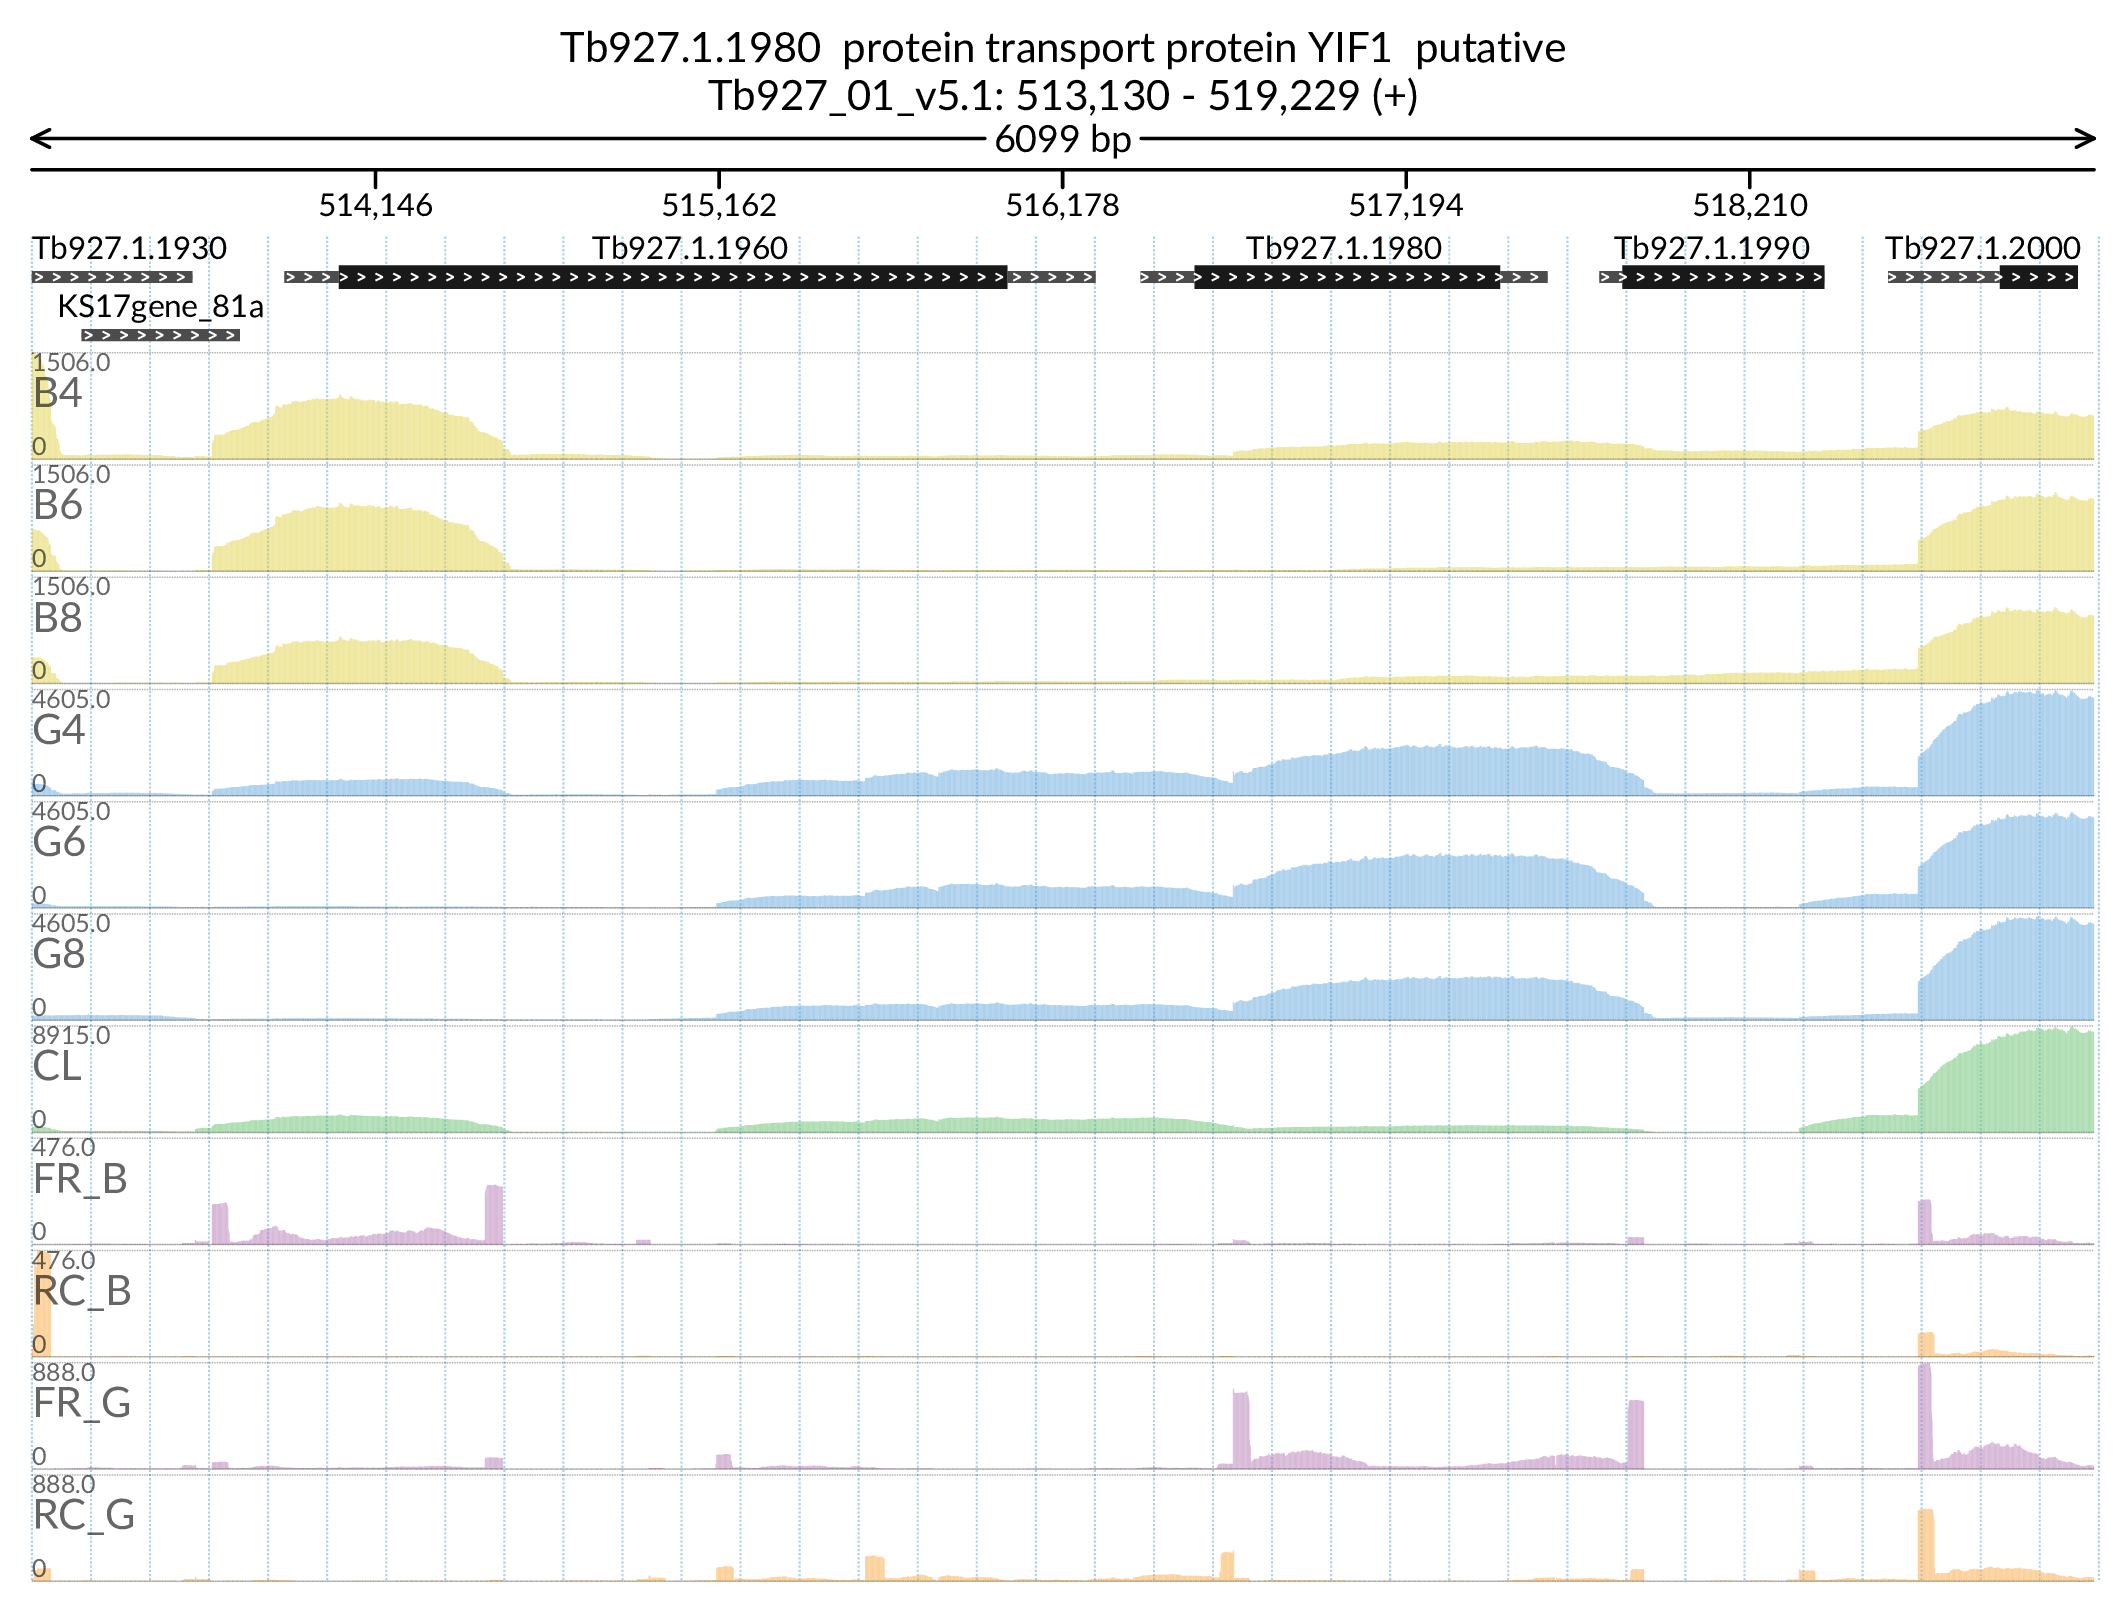 Tb927.1.1980 protein transport protein YIF1 putative
Tb927_01_v5.1: 513,130 - 519,229 (+)
6099 bp
514,146 515,162 516,178 517,194 518,210
Tb927.1.1930 Tb927.1.1960 Tb927.1.1980 Tb927.1.1990 Tb927.1.2000
KS17gene_81a
1506.0
B4
0
1506.0
B6
0
1506.0
B8
0
4605.0
G4
0
4605.0
G6
0
4605.0
G8
0
8915.0
CL
0
476.0
FR_B
0
476.0
RC_B
0
888.0
FR_G
0
888.0
RC_G
0